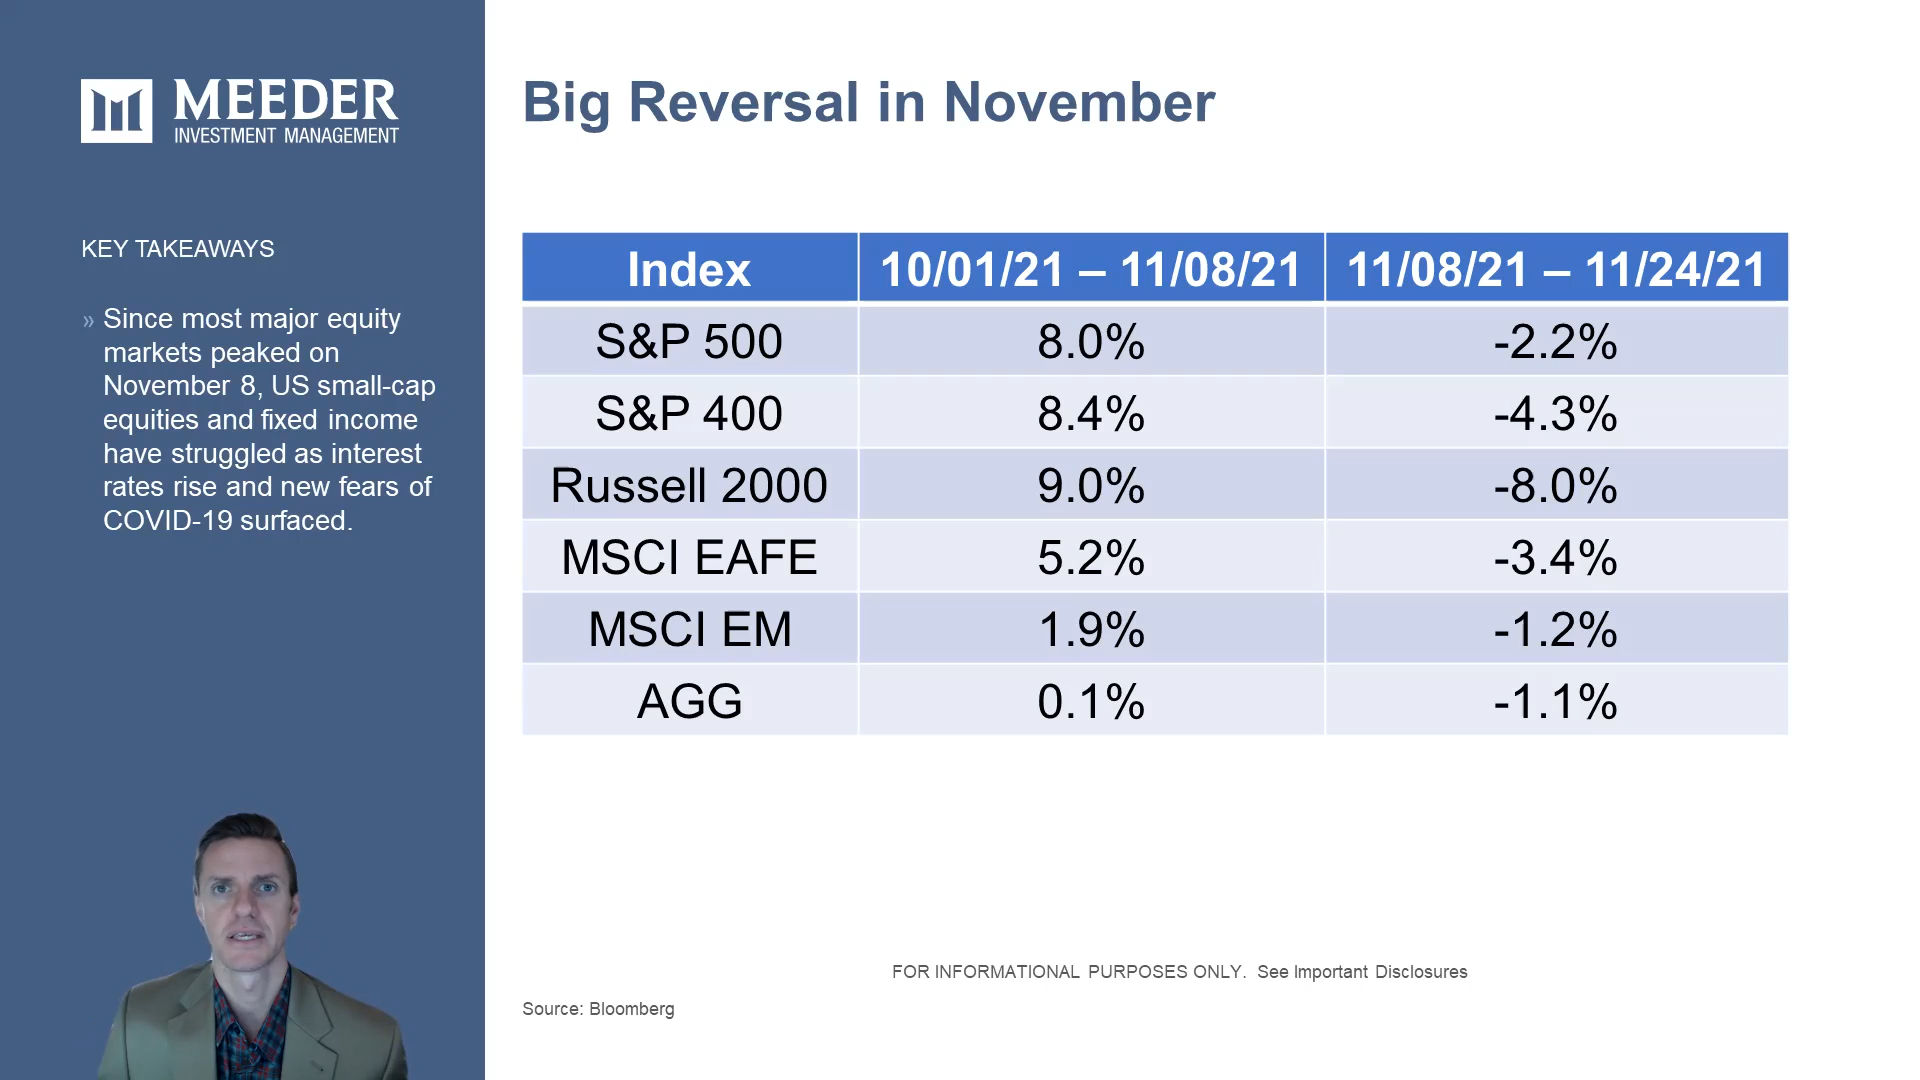 MEEDER
INVESTMENT MANAGEMENT
KEY TAKEAWAYS
» Since most major equity
markets peaked on
November 8, US small-cap
equities and fixed income
have struggled as interest
rates rise and new fears of
COVID-19 surfaced.
Big Reversal in November
Index 10/01/21 – 11/08/21 11/08/21 – 11/24/21
S&P 500 8.0% -2.2%
S&P 400 8.4% -4.3%
Russell 2000 9.0% -8.0%
MSCI EAFE 5.2% -3.4%
MSCI EM 1.9% -1.2%
AGG 0.1% -1.1%
FOR INFORMATIONAL PURPOSES ONLY. See Important Disclosures
Source: Bloomberg